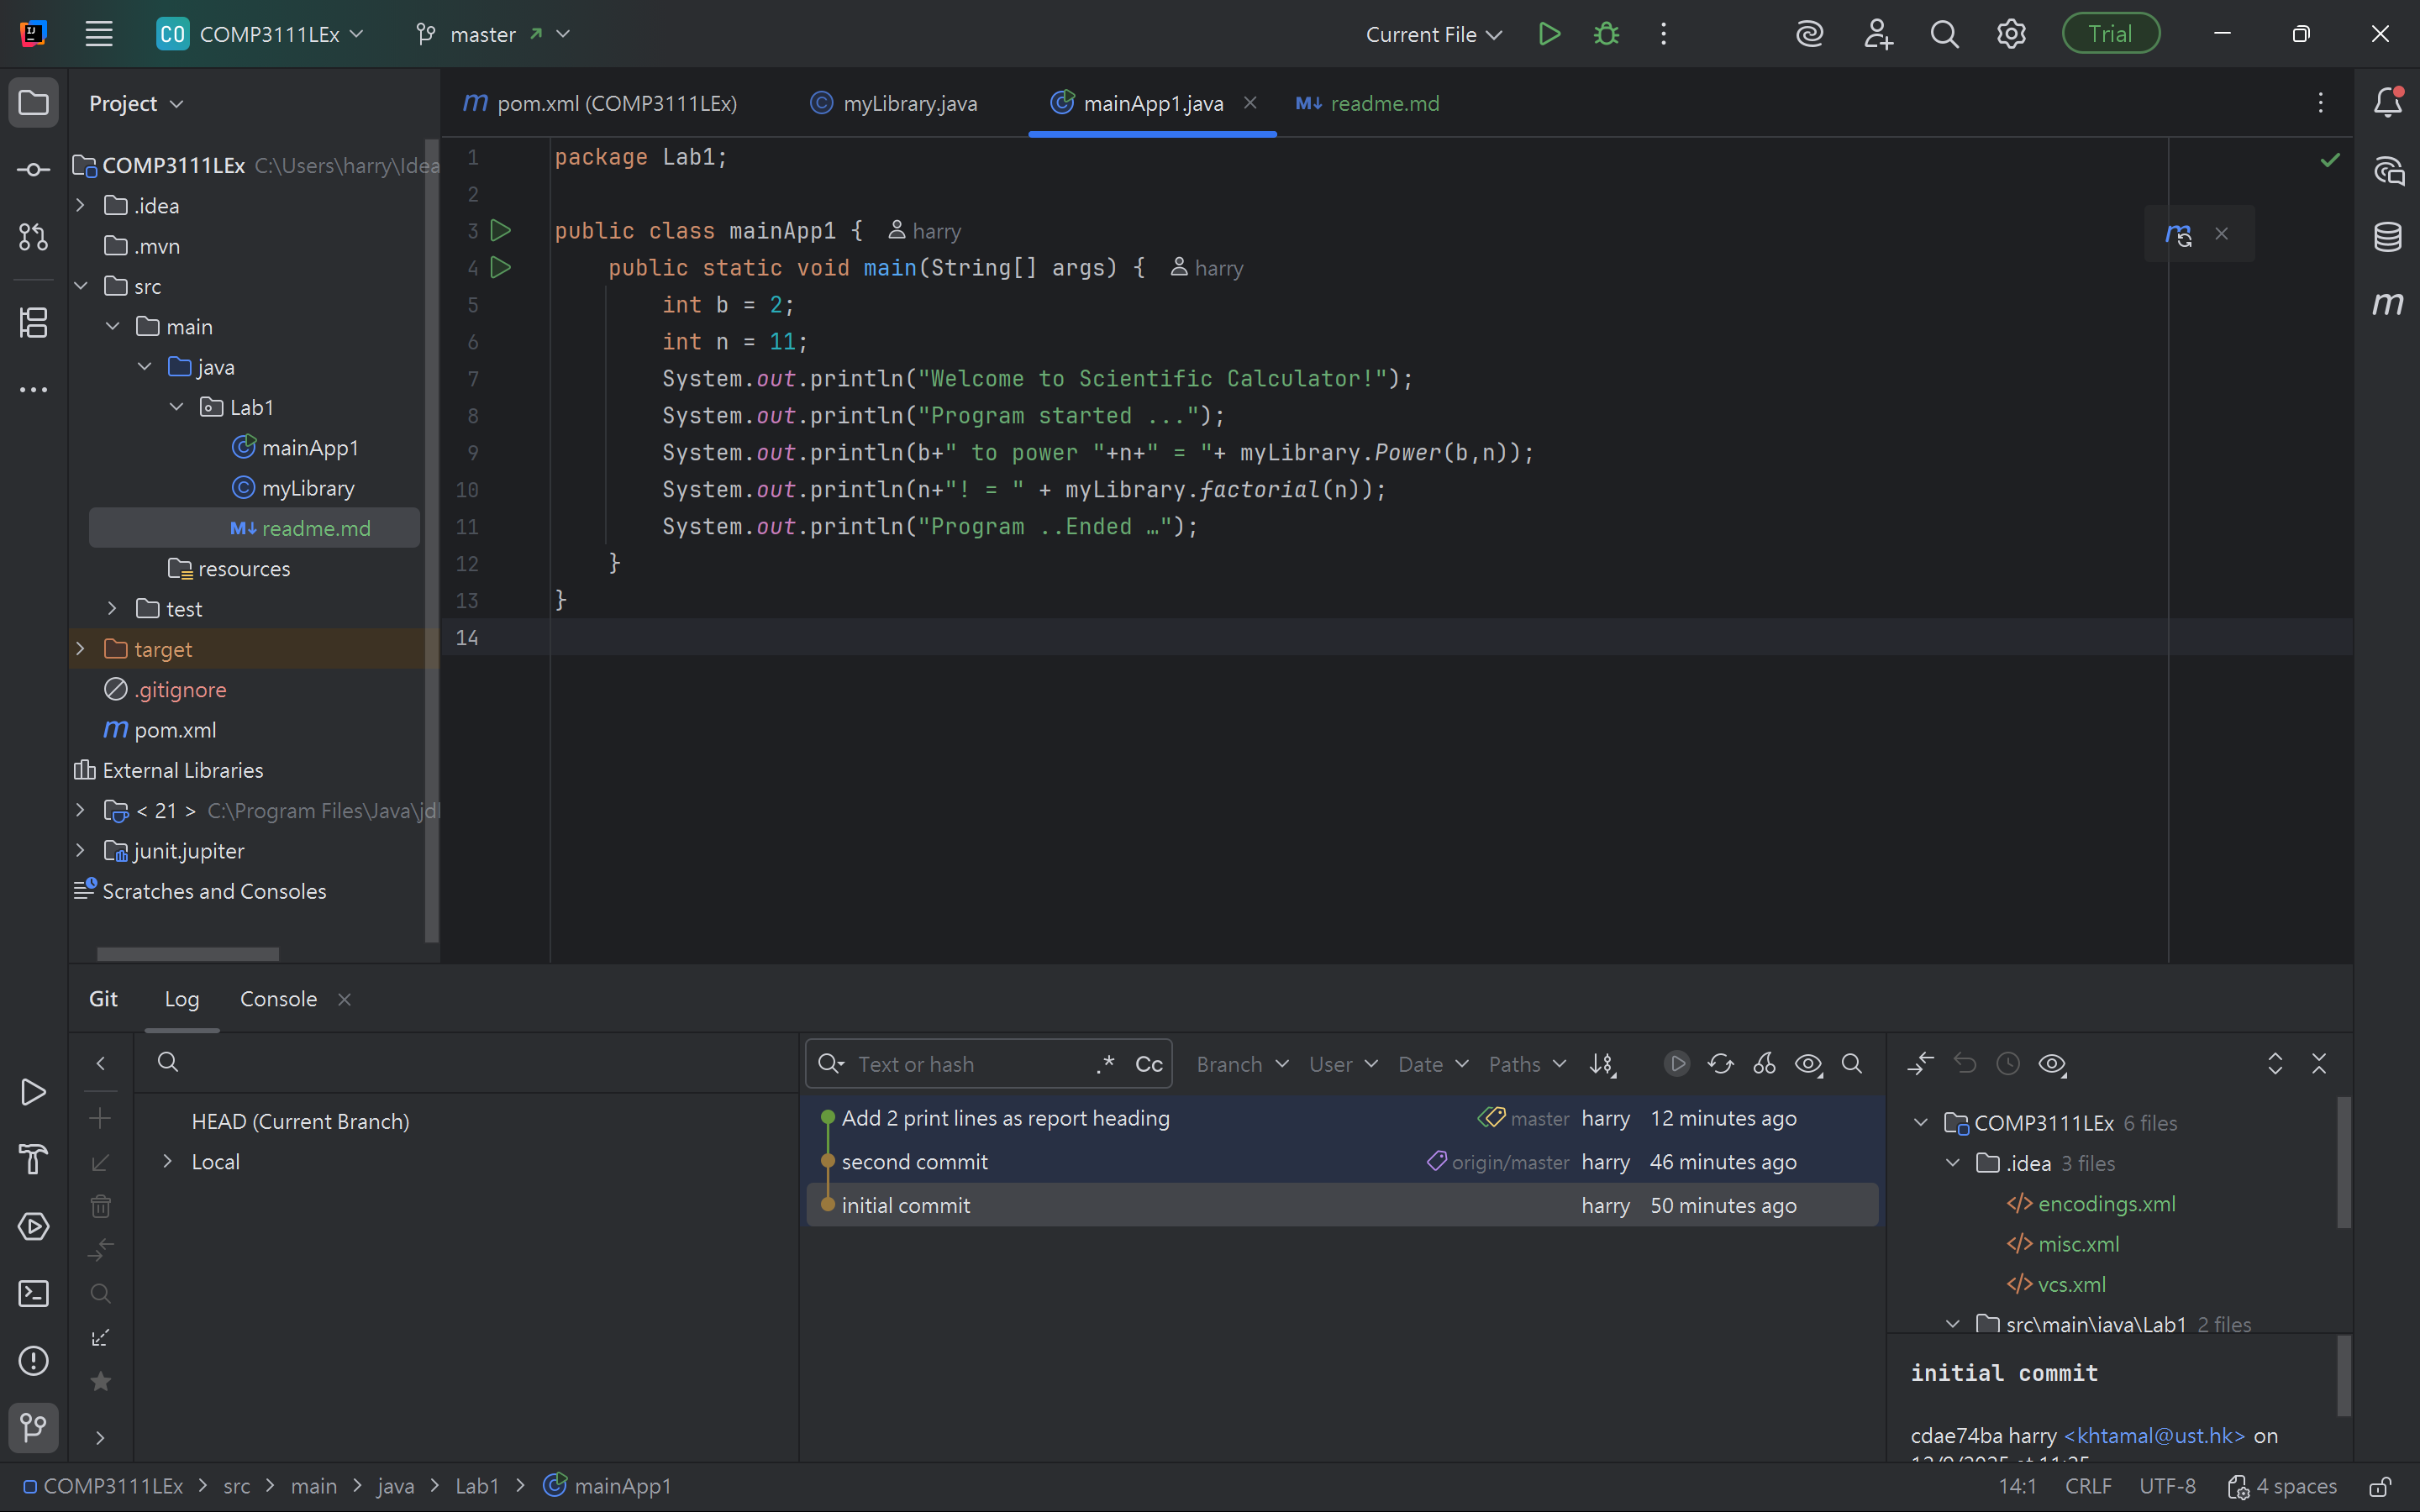 CO COMP3111LEx master Current File Trial
Project
pom.xml (COMP3111LEx) myLibrary.java mainApp1.java readme.md
COMP3111LEx C:\Users\harry\Idea
.idea
.mvn
src
main
java
Lab1
mainApp1
myLibrary
readme.md
resources
test
target
.gitignore
pom.xml
External Libraries
< 21 > C:\Program Files\Java\jdl
junit.jupiter
Scratches and Consoles
1 package Lab1;
2
3 public class mainApp1 { harry
4 public static void main(String[] args) { harry
5 int b = 2;
6 int n = 11;
7 System.out.println("Welcome to Scientific Calculator!");
8 System.out.println("Program started ...");
9 System.out.println(b+" to power "+n+" = "+ myLibrary.Power(b,n));
10 System.out.println(n+"! = " + myLibrary.factorial(n));
11 System.out.println("Program ..Ended …");
12 }
13 }
14
Git Log Console
HEAD (Current Branch)
Local
Text or hash .* Cc Branch User Date Paths
Add 2 print lines as report heading master harry 12 minutes ago
second commit origin/master harry 46 minutes ago
initial commit harry 50 minutes ago
COMP3111LEx 6 files
.idea 3 files
encodings.xml
misc.xml
vcs.xml
src\main\java\Lab1 2 files
initial commit
cdae74ba harry <khtamal@ust.hk> on
COMP3111LEx > src > main > java > Lab1 > mainApp1 14:1 CRLF UTF-8 4 spaces